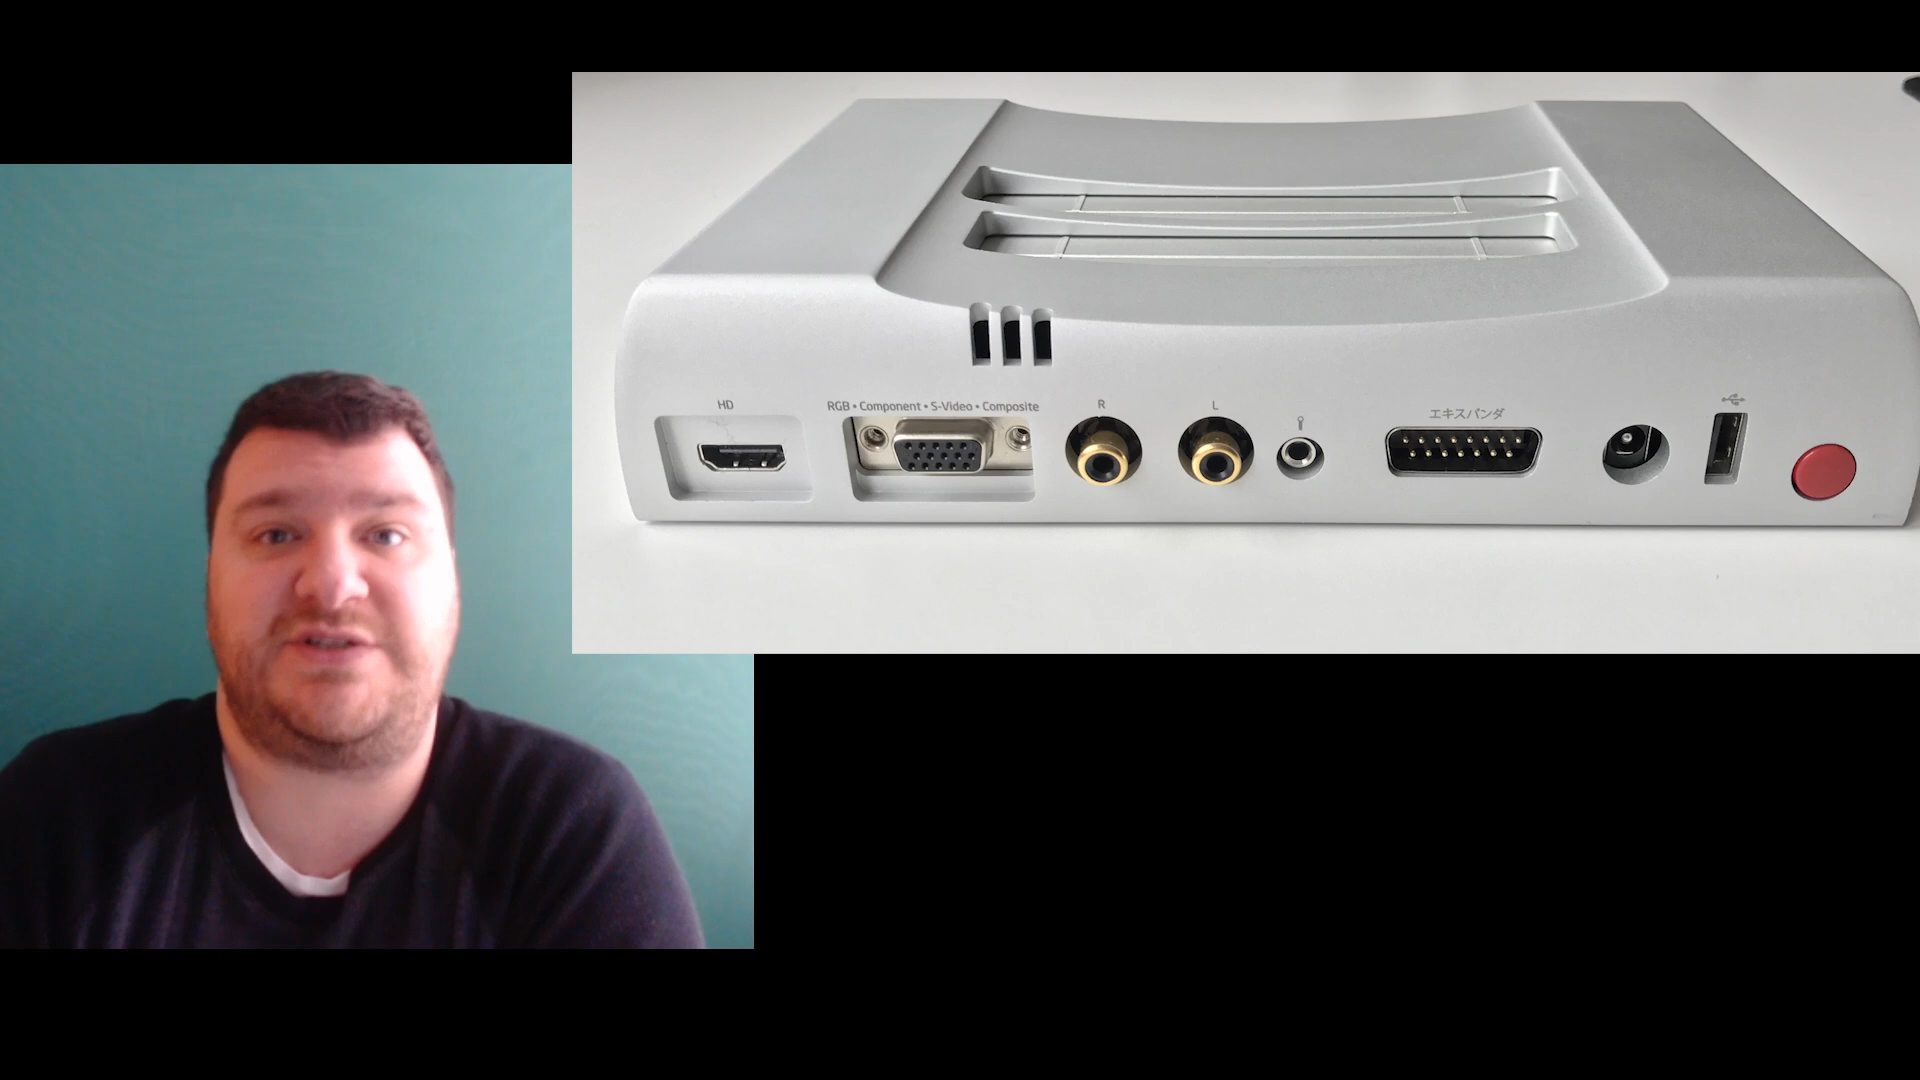 HD
RGB • Component • S-Video • Composite
R
L
エキスパンダ